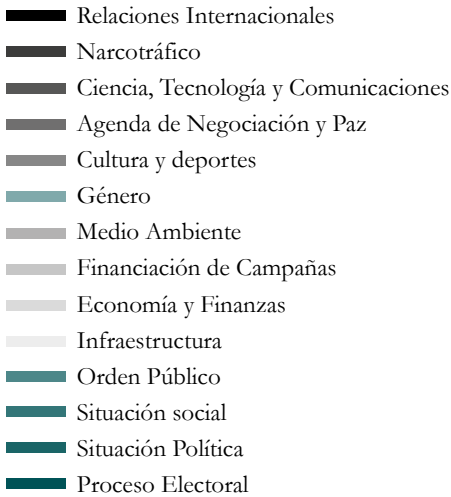 Relaciones Internacionales
Narcotráfico
Ciencia, Tecnología y Comunicaciones
Agenda de Negociación y Paz
Cultura y deportes
Género
Medio Ambiente
Financiación de Campañas
Economía y Finanzas
Infraestructura
Orden Público
Situación social
Situación Política
Proceso Electoral